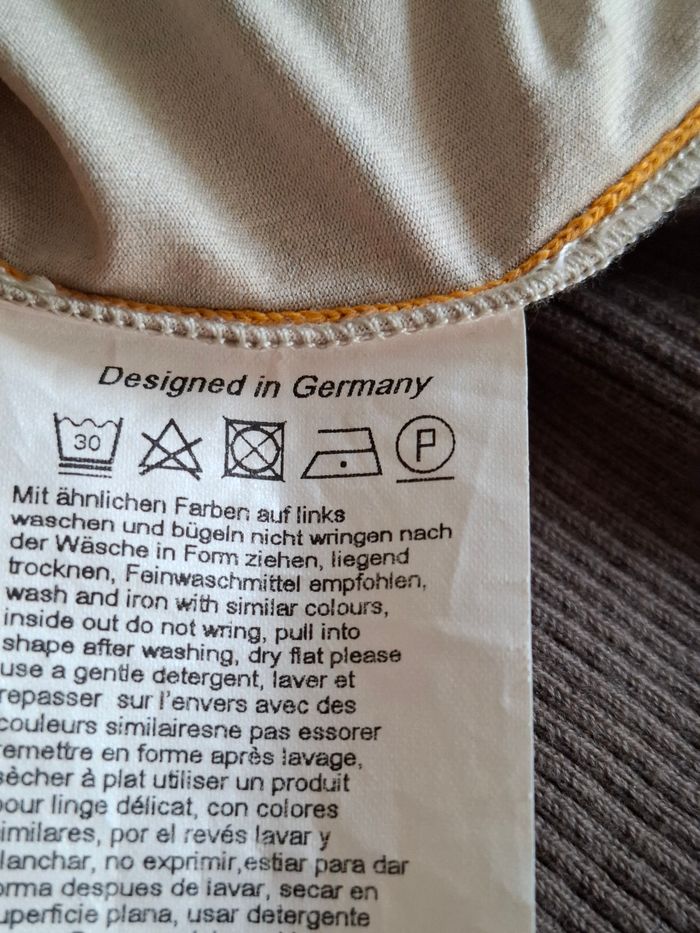 Designed in Germany
30 P
Mit ähnlichen Farben auf links
waschen und bügeln nicht wringen nach
der Wäsche in Form ziehen, liegend
trocknen, Feinwaschmittel empfohlen,
wash and iron with similar colours,
inside out do not wring, pull into
shape after washing, dry flat please
use a gentle detergent, laver et
repasser sur l'envers avec des
couleurs similairesne pas essorer
remettre en forme après lavage,
sècher à plat utiliser un produit
pour linge délicat, con colores
similares, por el revés lavar y
planchar, no exprimir,estiar para dar
orma despues de lavar, secar en
uperficie plana, usar detergente